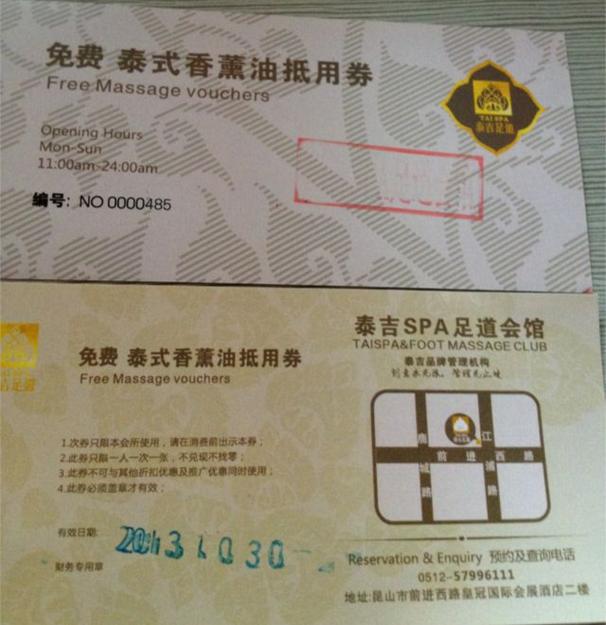 免费 泰式香薰油抵用券
Free Massage vouchers
TAI SPA
泰吉足道
Opening Hours
Mon-Sun
11:00am-24:00am
编号: NO 0000485
泰吉SPA足道会馆
TAISPA&FOOT MASSAGE CLUB
泰吉品牌管理机构
免费 泰式香薰油抵用券
Free Massage vouchers
1.次券只限本会所使用，请在消费前出示本券；
2.此券只限一人一次一张，不兑现不找零；
3.此券不可与其他折扣优惠及推广优惠同时使用；
4.此券必须盖章才有效；
江浦路
前进西路
城路
有效日期:
财务专用章
Reservation & Enquiry 预约及查询电话
0512-57996111
地址:昆山市前进西路皇冠国际会展酒店二楼